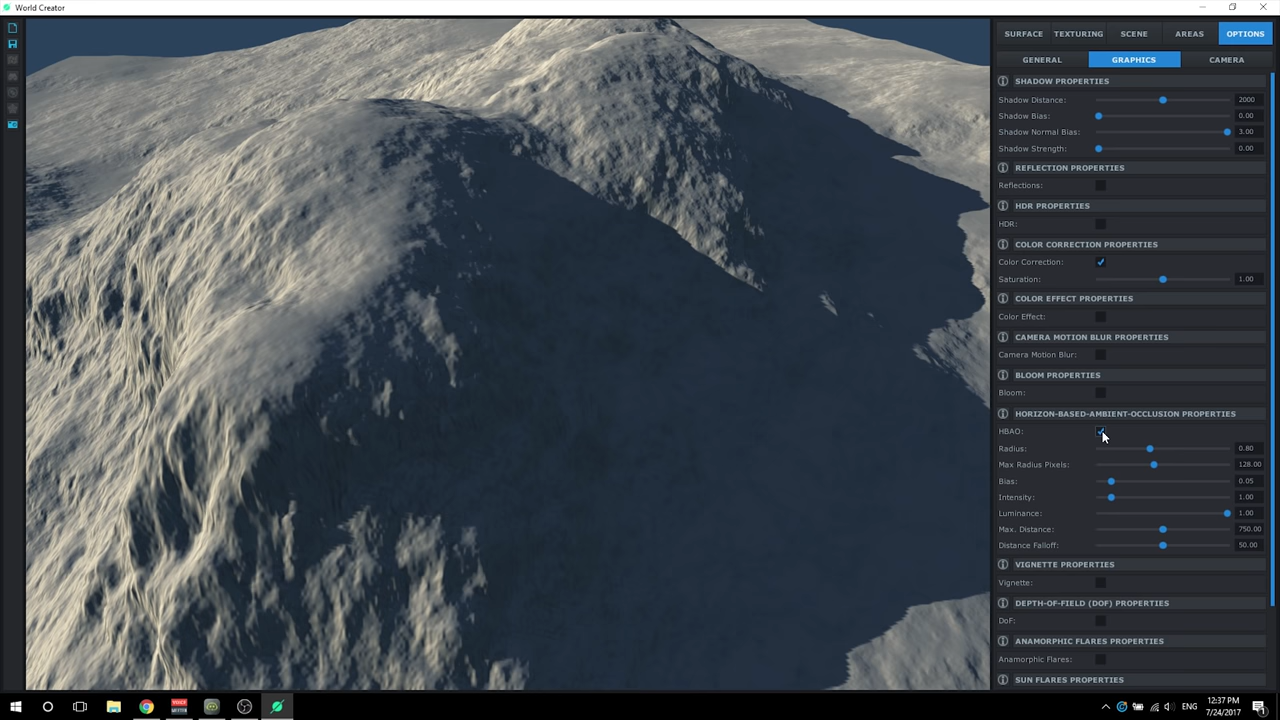 World Creator
SURFACE TEXTURING SCENE AREAS OPTIONS
GENERAL GRAPHICS CAMERA
SHADOW PROPERTIES
Shadow Distance: 2000
Shadow Bias: 0.00
Shadow Normal Bias: 3.00
Shadow Strength: 0.00
REFLECTION PROPERTIES
Reflections:
HDR PROPERTIES
HDR:
COLOR CORRECTION PROPERTIES
Color Correction:
Saturation: 1.00
COLOR EFFECT PROPERTIES
Color Effect:
CAMERA MOTION BLUR PROPERTIES
Camera Motion Blur:
BLOOM PROPERTIES
Bloom:
HORIZON-BASED-AMBIENT-OCCLUSION PROPERTIES
HBAO:
Radius: 0.80
Max Radius Pixels: 128.00
Bias: 0.05
Intensity: 1.00
Luminance: 1.00
Max. Distance: 750.00
Distance Falloff: 50.00
VIGNETTE PROPERTIES
Vignette:
DEPTH-OF-FIELD (DOF) PROPERTIES
DoF:
ANAMORPHIC FLARES PROPERTIES
Anamorphic Flares:
SUN FLARES PROPERTIES
ENG
12:37 PM
7/24/2017